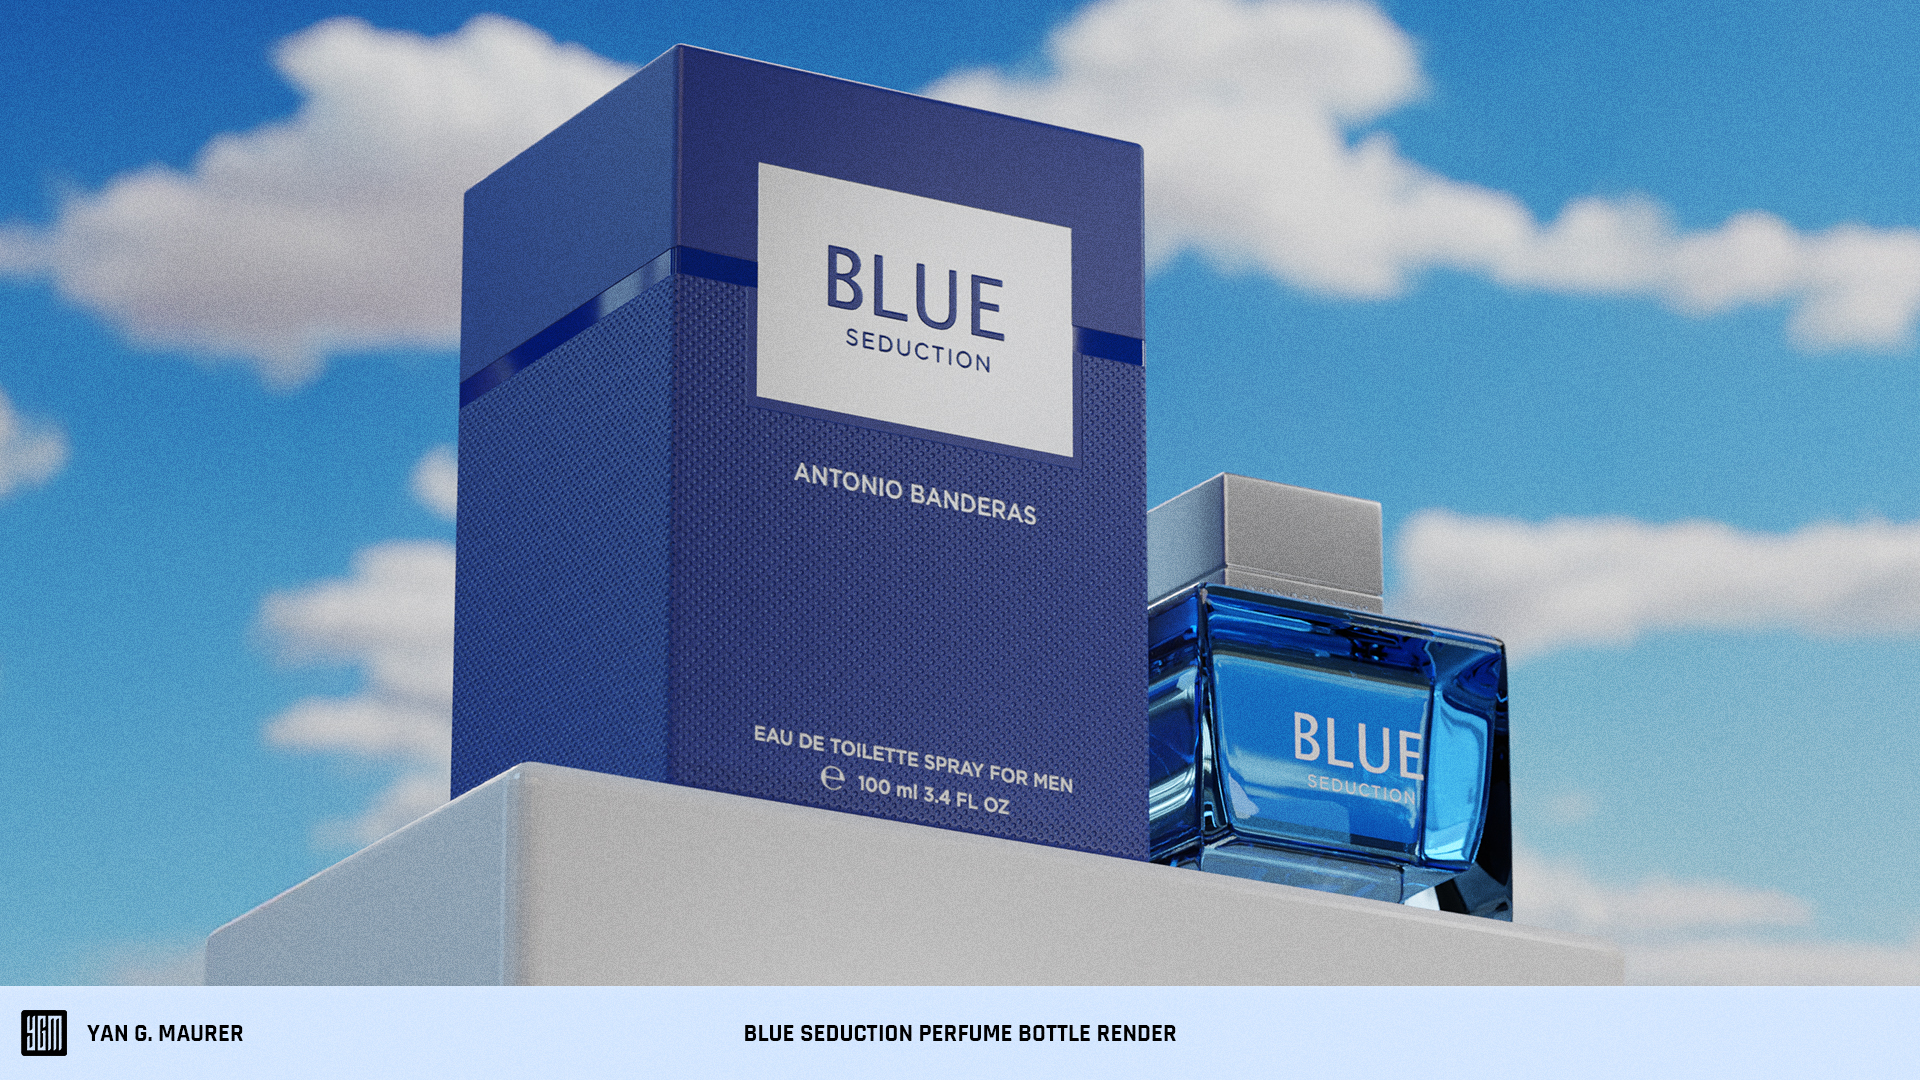 BLUE
SEDUCTION
ANTONIO BANDERAS
EAU DE TOILETTE SPRAY FOR MEN
℮ 100 ml 3.4 FL OZ
BLUE
SEDUCTION
YGM
YAN G. MAURER
BLUE SEDUCTION PERFUME BOTTLE RENDER